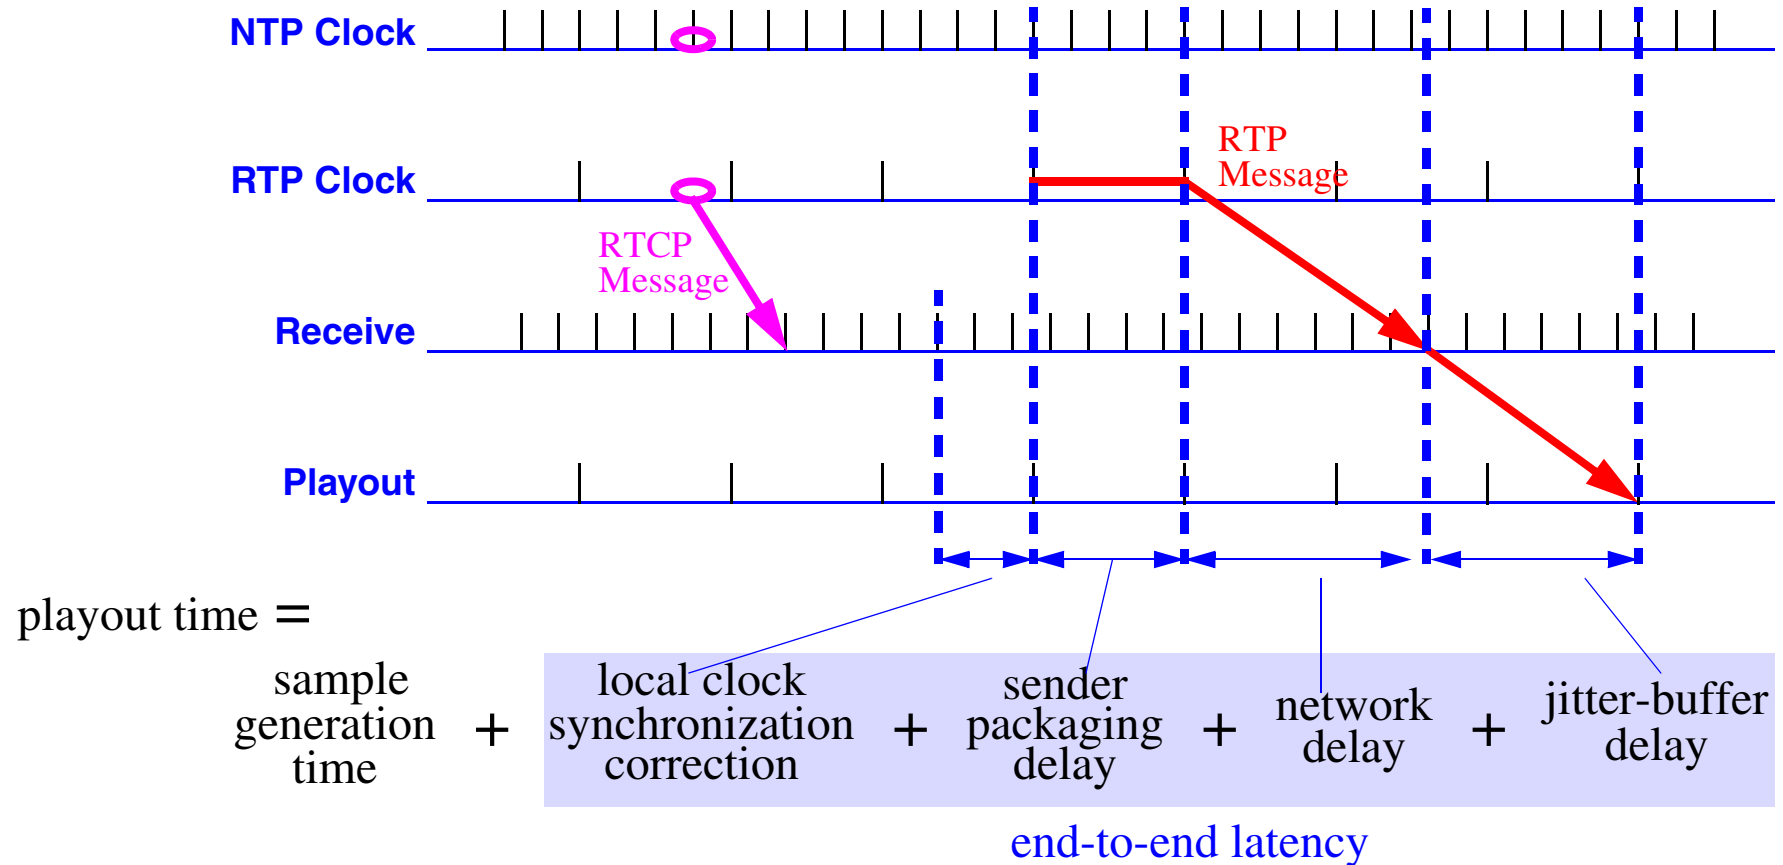 NTP Clock
RTP Clock
RTP
Message
RTCP
Message
Receive
Playout
playout time =
sample
generation
time
+
local clock
synchronization
correction
+
sender
packaging
delay
+
network
delay
+
jitter-buffer
delay
end-to-end latency